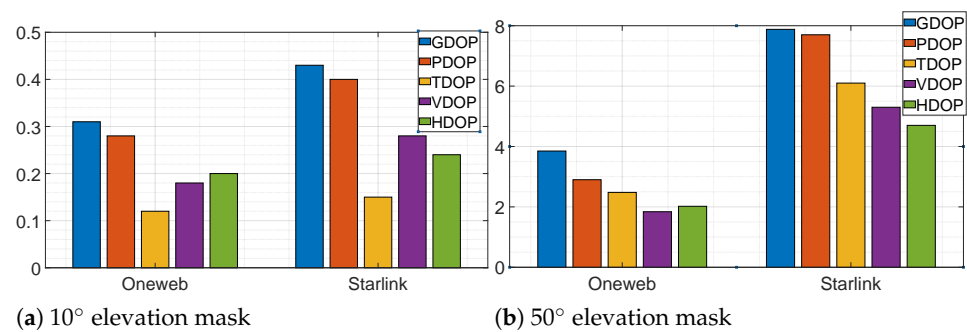 0.5
0.4
0.3
0.2
0.1
0
GDOP
PDOP
TDOP
VDOP
HDOP
Oneweb Starlink
(a) 10° elevation mask
8
6
4
2
0
GDOP
PDOP
TDOP
VDOP
HDOP
Oneweb Starlink
(b) 50° elevation mask